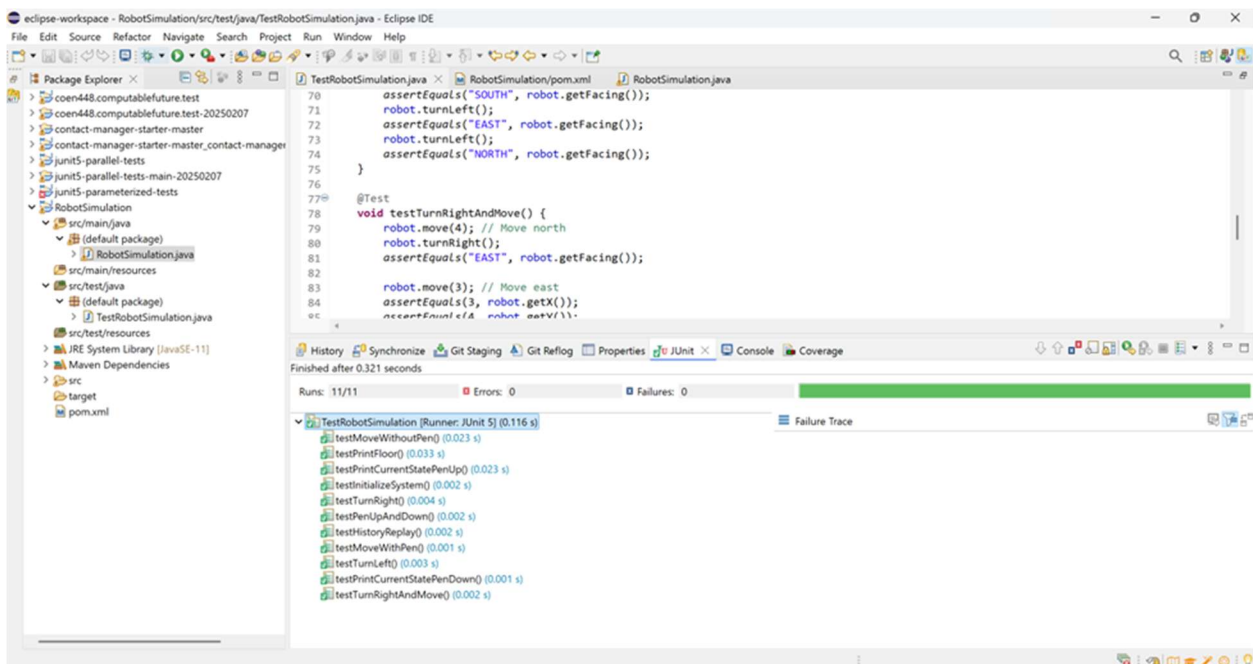 eclipse-workspace - RobotSimulation/src/test/java/TestRobotSimulation.java - Eclipse IDE
File Edit Source Refactor Navigate Search Project Run Window Help
Package Explorer
coen448.computablefuture.test
coen448.computablefuture.test-20250207
contact-manager-starter-master
contact-manager-starter-master_contact-manager
junit5-parallel-tests
junit5-parallel-tests-main-20250207
junit5-parameterized-tests
RobotSimulation
src/main/java
(default package)
RobotSimulation.java
src/main/resources
src/test/java
(default package)
TestRobotSimulation.java
src/test/resources
JRE System Library [JavaSE-11]
Maven Dependencies
src
target
pom.xml
TestRobotSimulation.java RobotSimulation/pom.xml RobotSimulation.java
70 assertEquals("SOUTH", robot.getFacing());
71 robot.turnLeft();
72 assertEquals("EAST", robot.getFacing());
73 robot.turnLeft();
74 assertEquals("NORTH", robot.getFacing());
75 }
76
77 @Test
78 void testTurnRightAndMove() {
79 robot.move(4); // Move north
80 robot.turnRight();
81 assertEquals("EAST", robot.getFacing());
82
83 robot.move(3); // Move east
84 assertEquals(3, robot.getX());
85 assertEquals(4, robot.getY());
History Synchronize Git Staging Git Reflog Properties JUnit Console Coverage
Finished after 0.321 seconds
Runs: 11/11 Errors: 0 Failures: 0
TestRobotSimulation [Runner: JUnit 5] (0.116 s)
testMoveWithoutPen() (0.023 s)
testPrintFloor() (0.033 s)
testPrintCurrentStatePenUp() (0.023 s)
testInitializeSystem() (0.002 s)
testTurnRight() (0.004 s)
testPenUpAndDown() (0.002 s)
testHistoryReplay() (0.002 s)
testMoveWithPen() (0.001 s)
testTurnLeft() (0.003 s)
testPrintCurrentStatePenDown() (0.001 s)
testTurnRightAndMove() (0.002 s)
Failure Trace